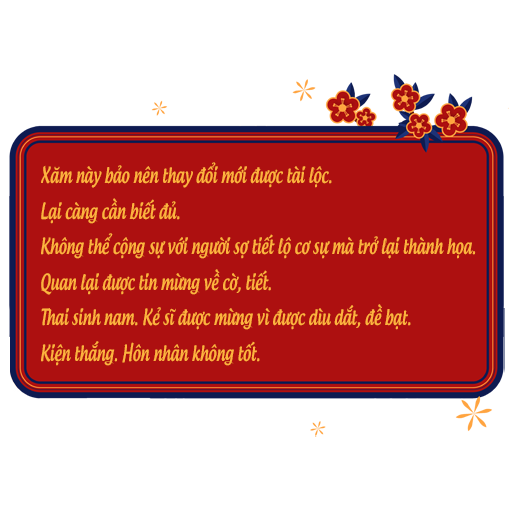 Xăm này bảo nên thay đổi mới được tài lộc.
Lại càng cần biết đủ.
Không thể cộng sự với người sợ tiết lộ cơ sự mà trở lại thành họa.
Quan lại được tin mừng về cờ, tiết.
Thai sinh nam. Kẻ sĩ được mừng vì được dìu dắt, đề bạt.
Kiện thắng. Hôn nhân không tốt.